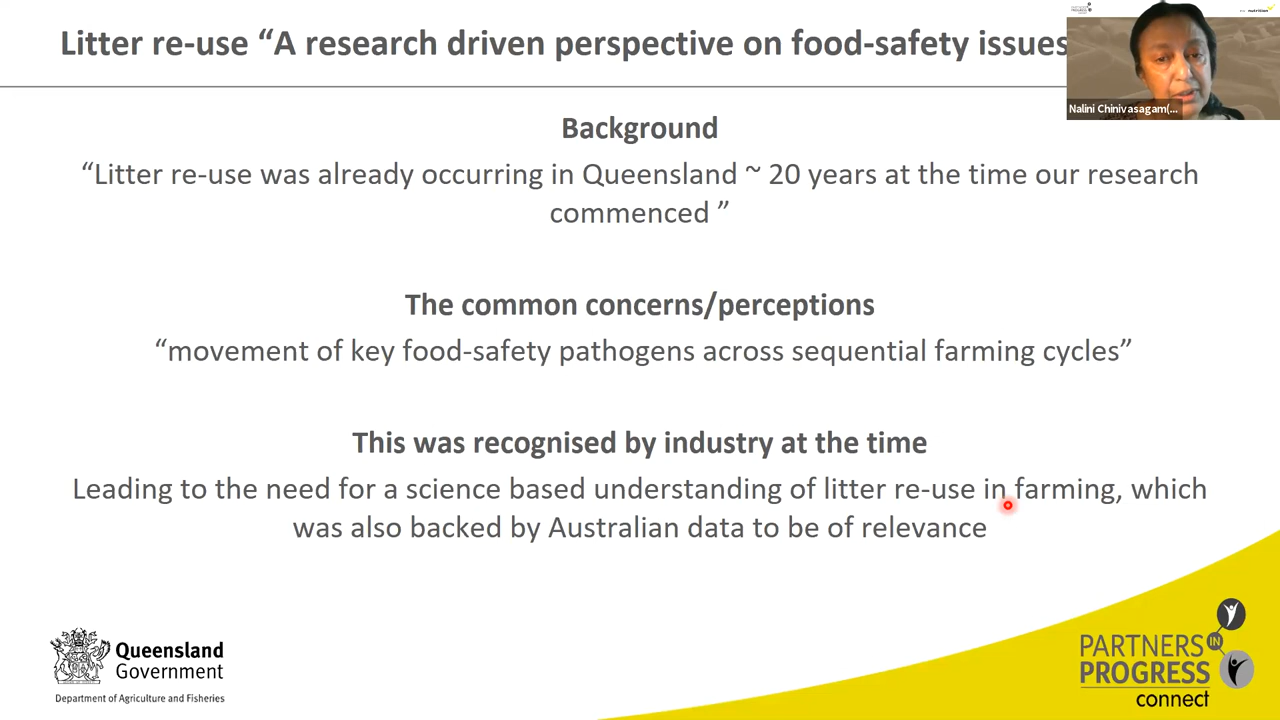 Litter re-use “A research driven perspective on food-safety issues
Nalini Chinivasagam(...
Background
“Litter re-use was already occurring in Queensland ~ 20 years at the time our research
commenced ”
The common concerns/perceptions
“movement of key food-safety pathogens across sequential farming cycles”
This was recognised by industry at the time
Leading to the need for a science based understanding of litter re-use in farming, which
was also backed by Australian data to be of relevance
Queensland
Government
Department of Agriculture and Fisheries
PARTNERS IN
PROGRESS
connect